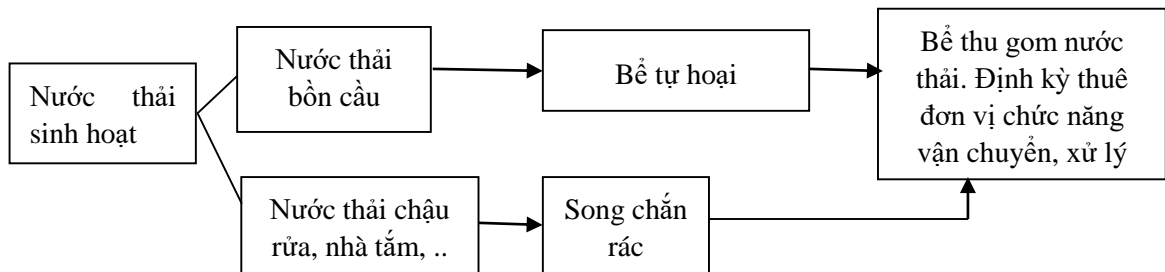 Nước thải
sinh hoạt
Nước thải
bồn cầu
Bể tự hoại
Bể thu gom nước
thải. Định kỳ thuê
đơn vị chức năng
vận chuyển, xử lý
Nước thải chậu
rửa, nhà tắm, ..
Song chắn
rác